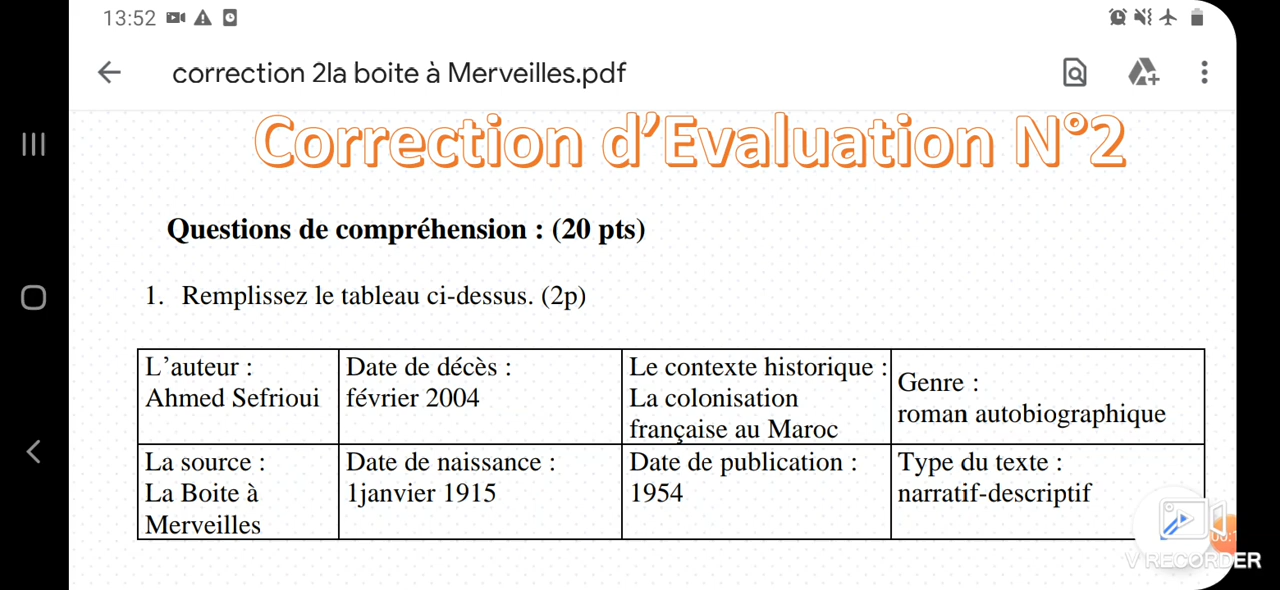 13:52
correction 2la boite à Merveilles.pdf
Correction d'Evaluation N°2
Questions de compréhension : (20 pts)
1. Remplissez le tableau ci-dessus. (2p)
L'auteur :
Ahmed Sefrioui
Date de décès :
février 2004
Le contexte historique :
La colonisation
française au Maroc
Genre :
roman autobiographique
La source :
La Boite à
Merveilles
Date de naissance :
1janvier 1915
Date de publication :
1954
Type du texte :
narratif-descriptif
V RECORDER